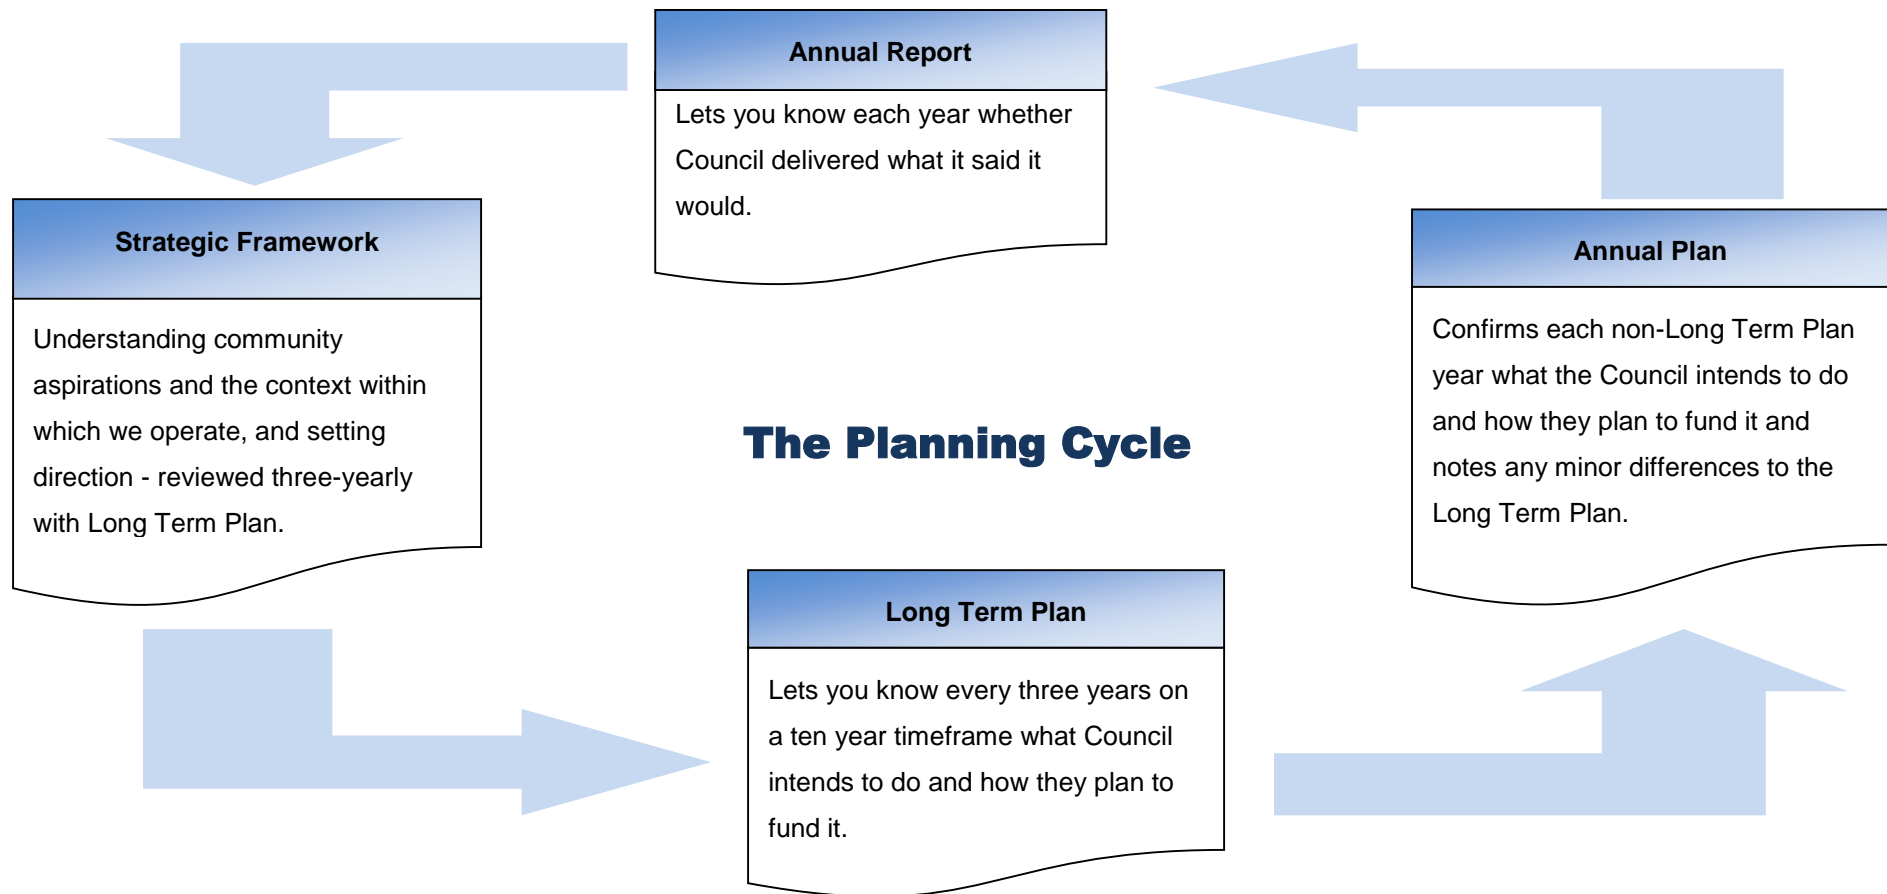 Annual Report
Lets you know each year whether
Council delivered what it said it
would.
Strategic Framework
Understanding community
aspirations and the context within
which we operate, and setting
direction - reviewed three-yearly
with Long Term Plan.
Annual Plan
Confirms each non-Long Term Plan
year what the Council intends to do
and how they plan to fund it and
notes any minor differences to the
Long Term Plan.
The Planning Cycle
Long Term Plan
Lets you know every three years on
a ten year timeframe what Council
intends to do and how they plan to
fund it.